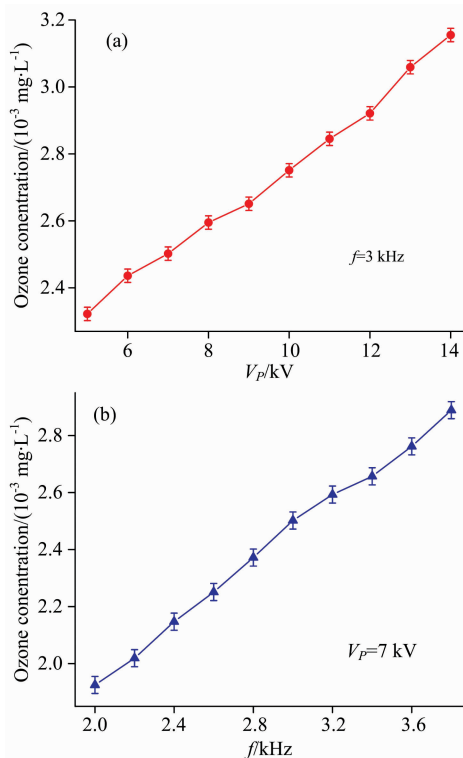 (a)
Ozone conentration/(10⁻³ mg·L⁻¹)
3.2
3.0
2.8
2.6
2.4
f=3 kHz
6 8 10 12 14
V_P/kV
(b)
Ozone conentration/(10⁻³ mg·L⁻¹)
2.8
2.6
2.4
2.2
2.0
V_P=7 kV
2.0 2.4 2.8 3.2 3.6
f/kHz